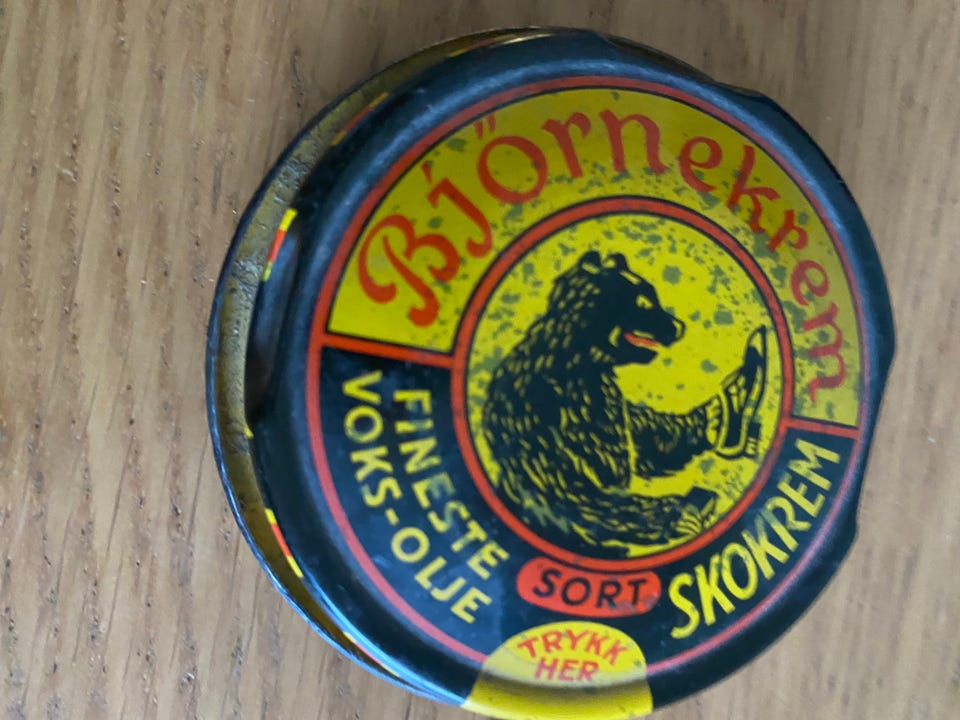 Björnekrem
FINESTE
VOKS-OLJE
SORT
SKOKREM
TRYKK
HER